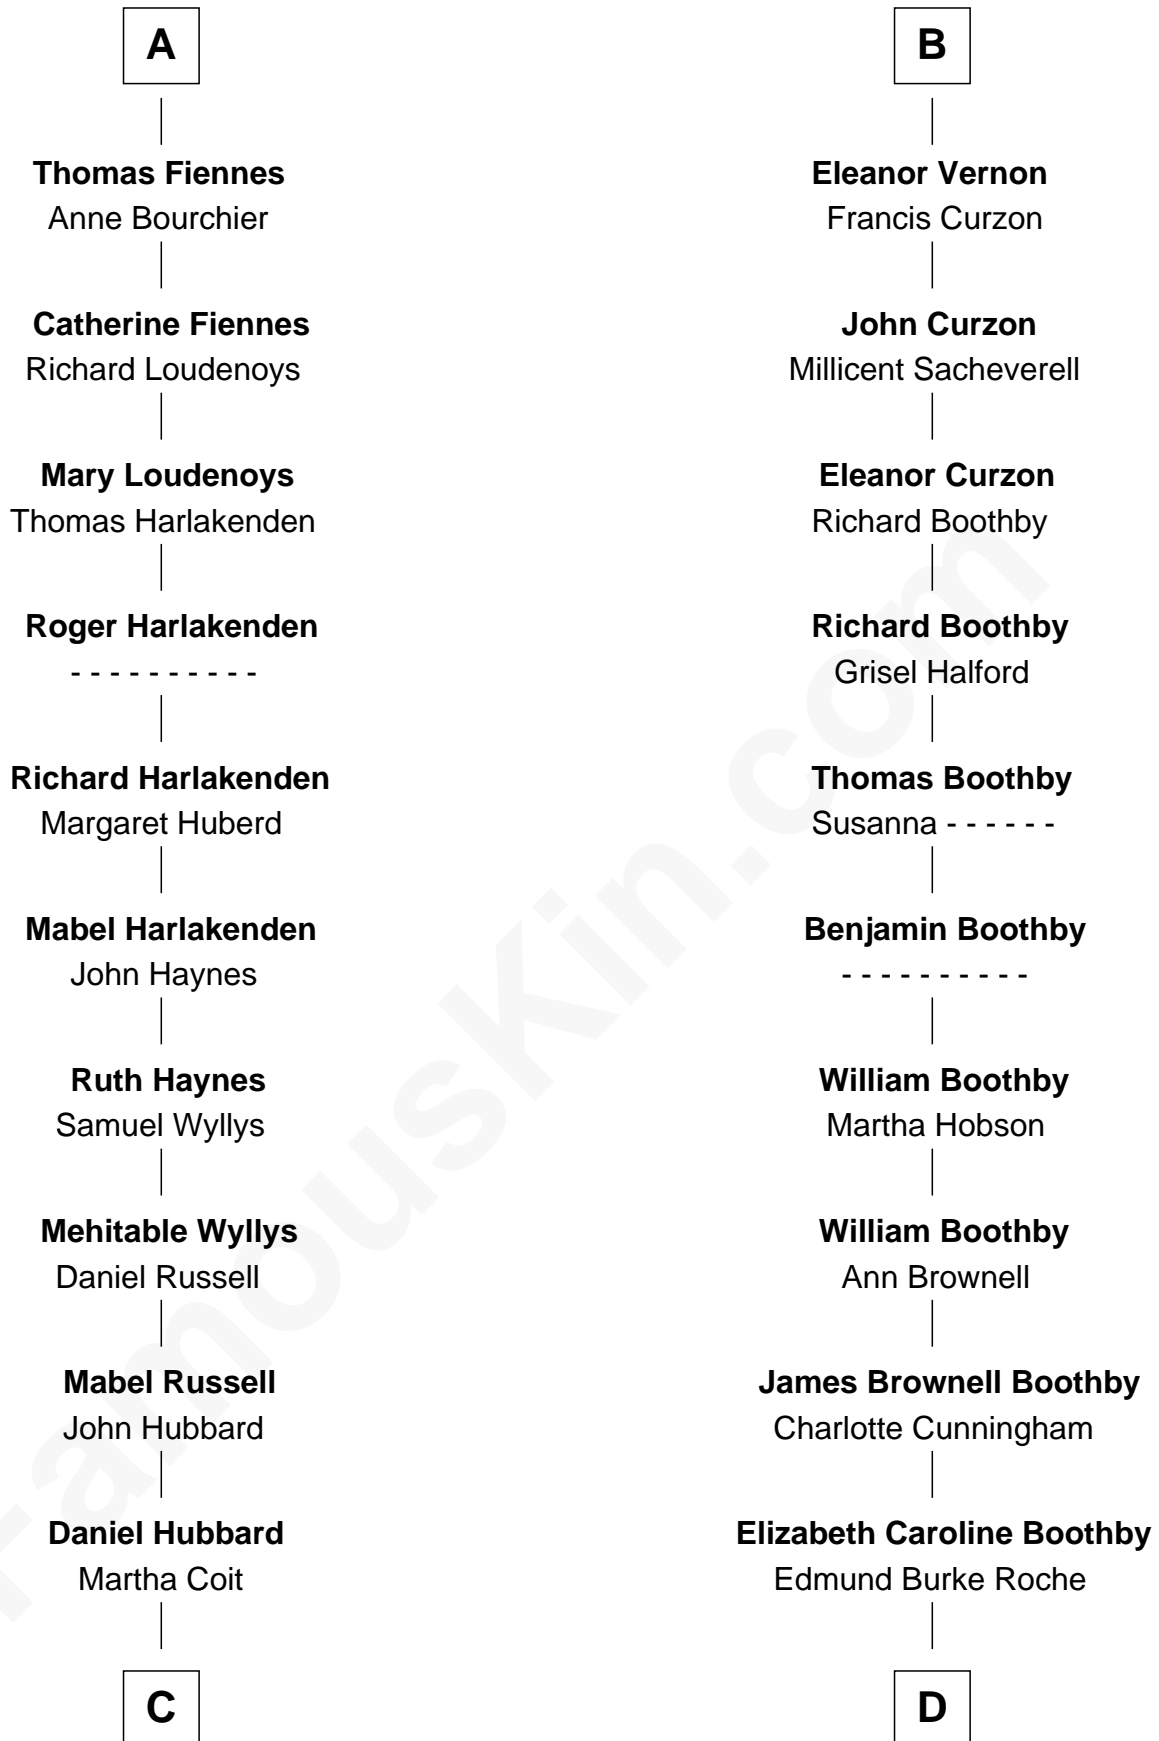 A
Thomas Fiennes
Anne Bourchier
Catherine Fiennes
Richard Loudenoys
Mary Loudenoys
Thomas Harlakenden
Roger Harlakenden
- - - - - - - - - -
Richard Harlakenden
Margaret Huberd
Mabel Harlakenden
John Haynes
Ruth Haynes
Samuel Wyllys
Mehitable Wyllys
Daniel Russell
Mabel Russell
John Hubbard
Daniel Hubbard
Martha Coit
C
B
Eleanor Vernon
Francis Curzon
John Curzon
Millicent Sacheverell
Eleanor Curzon
Richard Boothby
Richard Boothby
Grisel Halford
Thomas Boothby
Susanna - - - - - -
Benjamin Boothby
- - - - - - - - - -
William Boothby
Martha Hobson
William Boothby
Ann Brownell
James Brownell Boothby
Charlotte Cunningham
Elizabeth Caroline Boothby
Edmund Burke Roche
D
FamousKin.com